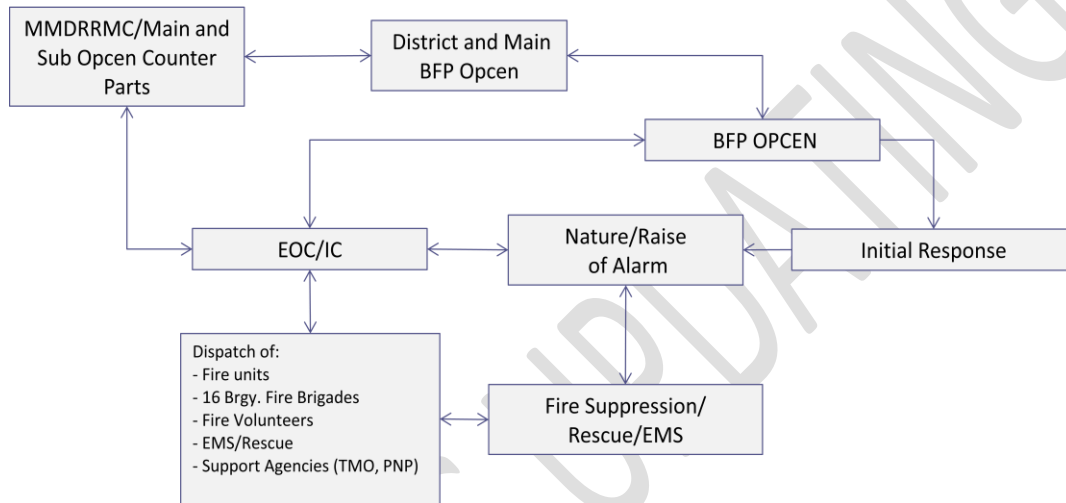 MMDRRMC/Main and
Sub Opcen Counter
Parts
District and Main
BFP Opcen
BFP OPCEN
EOC/IC
Nature/Raise
of Alarm
Initial Response
Dispatch of:
- Fire units
- 16 Brgy. Fire Brigades
- Fire Volunteers
- EMS/Rescue
- Support Agencies (TMO, PNP)
Fire Suppression/
Rescue/EMS
UPDATING